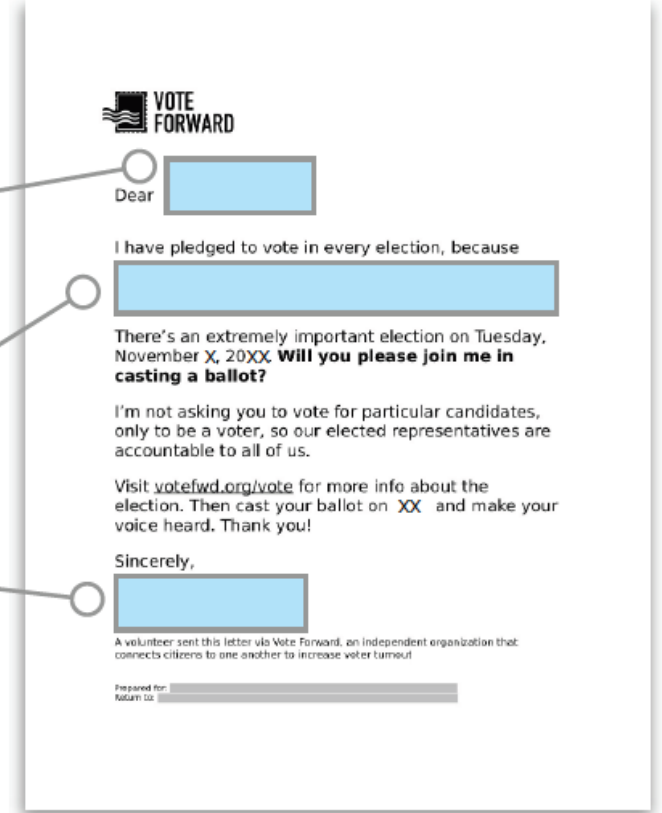 VOTE
FORWARD
Dear
I have pledged to vote in every election, because
There's an extremely important election on Tuesday,
November X, 20XX. Will you please join me in
casting a ballot?
I'm not asking you to vote for particular candidates,
only to be a voter, so our elected representatives are
accountable to all of us.
Visit votefwd.org/vote for more info about the
election. Then cast your ballot on XX and make your
voice heard. Thank you!
Sincerely,
A volunteer sent this letter via Vote Forward, an independent organization that
connects citizens to one another to increase voter turnout
Prepared for:
Return to: